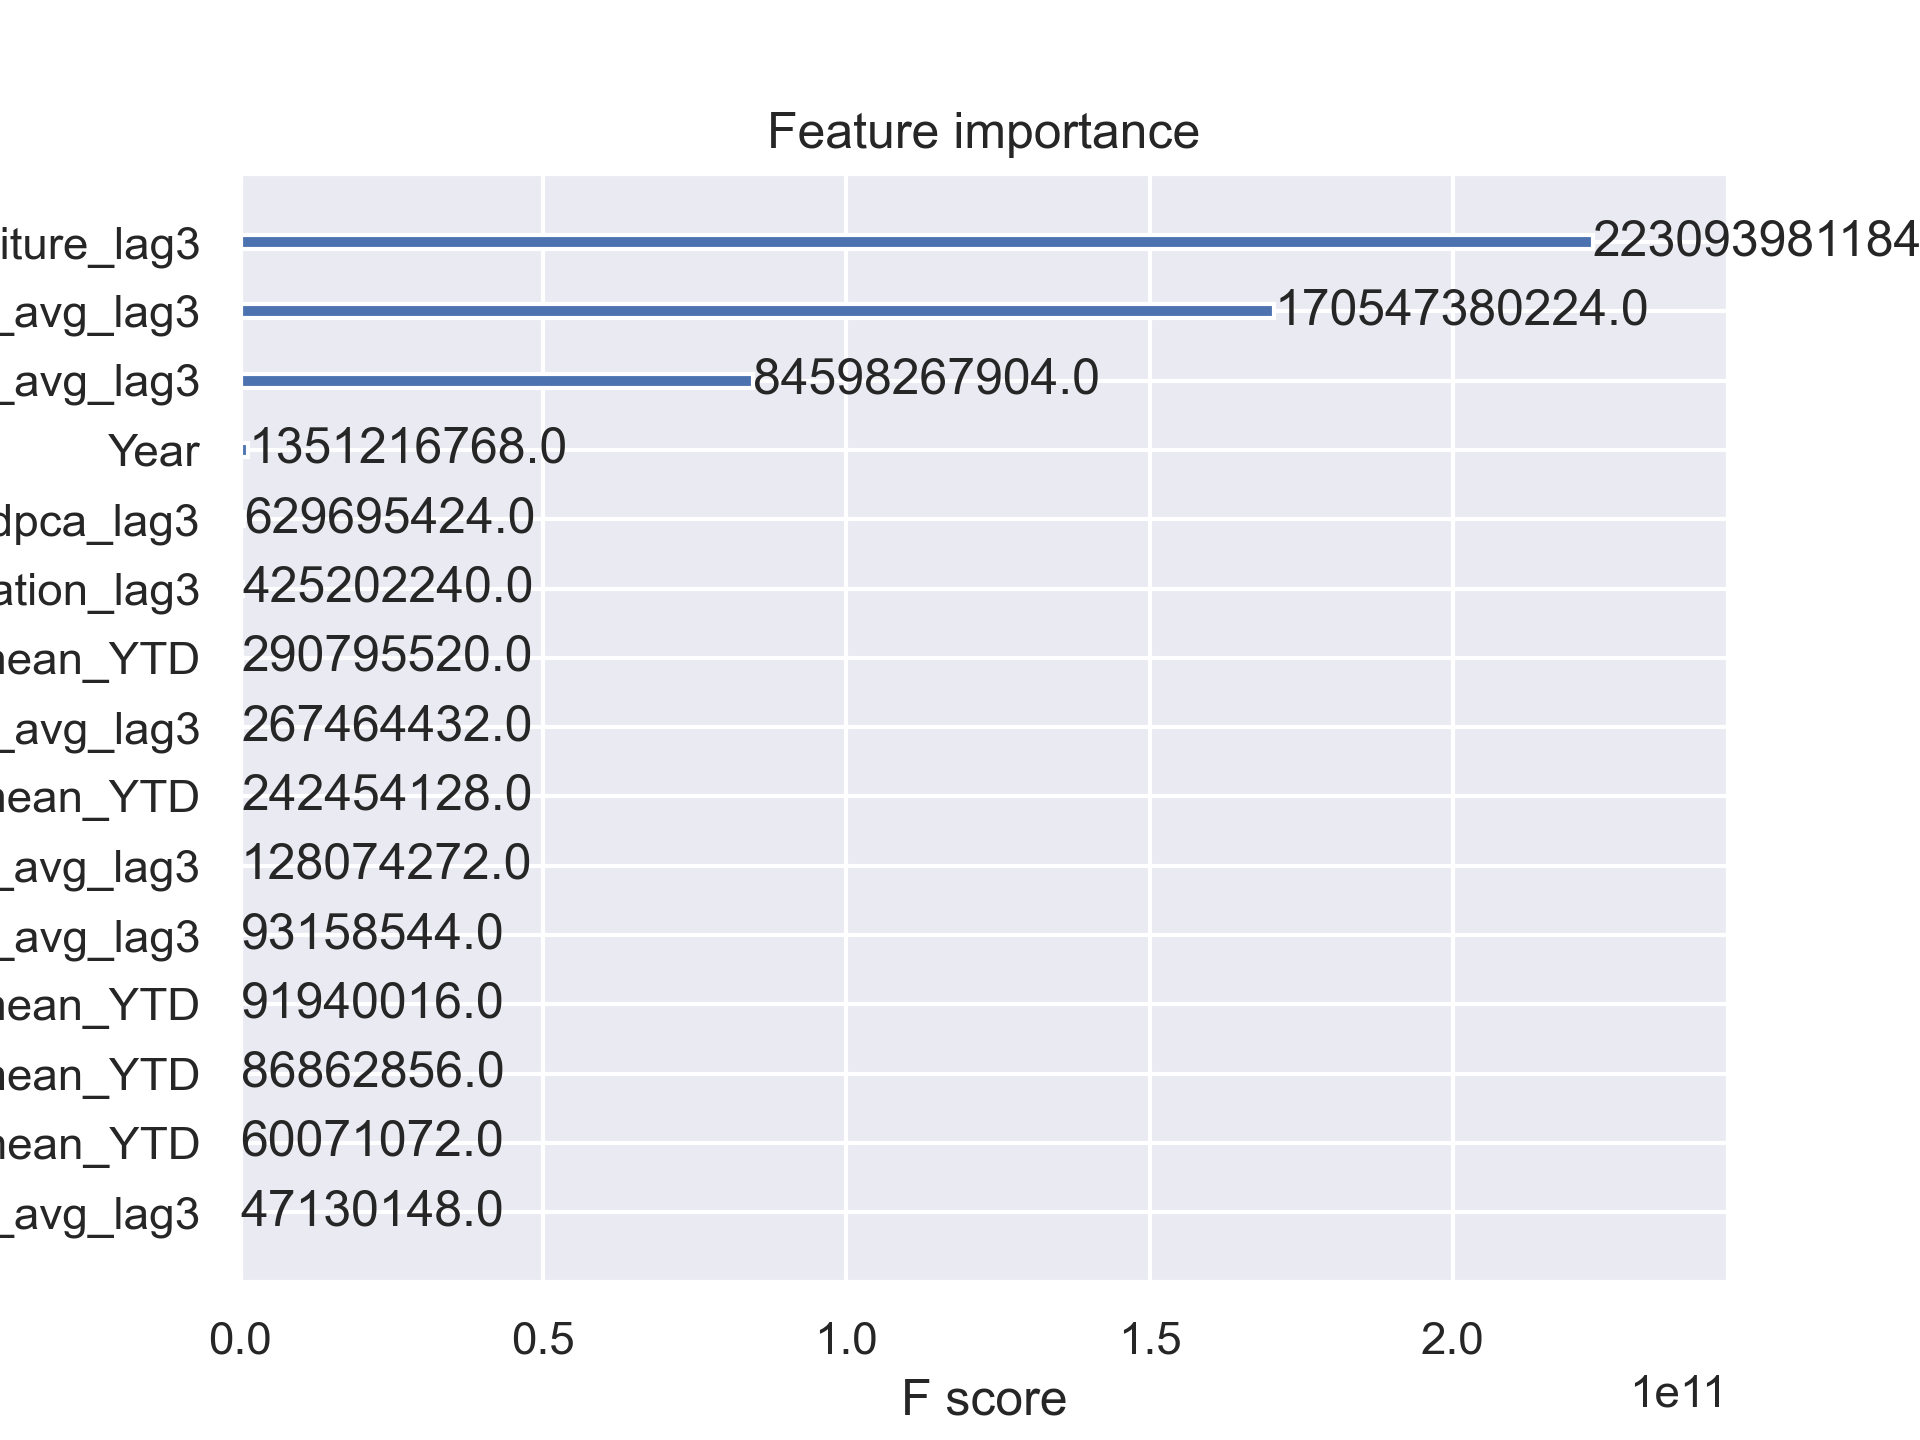 Feature importance
iture_lag3 223093981184
_avg_lag3 170547380224.0
_avg_lag3 84598267904.0
Year 1351216768.0
dpca_lag3 629695424.0
ation_lag3 425202240.0
nean_YTD 290795520.0
_avg_lag3 267464432.0
nean_YTD 242454128.0
_avg_lag3 128074272.0
_avg_lag3 93158544.0
nean_YTD 91940016.0
nean_YTD 86862856.0
nean_YTD 60071072.0
_avg_lag3 47130148.0
0.0 0.5 1.0 1.5 2.0
1e11
F score